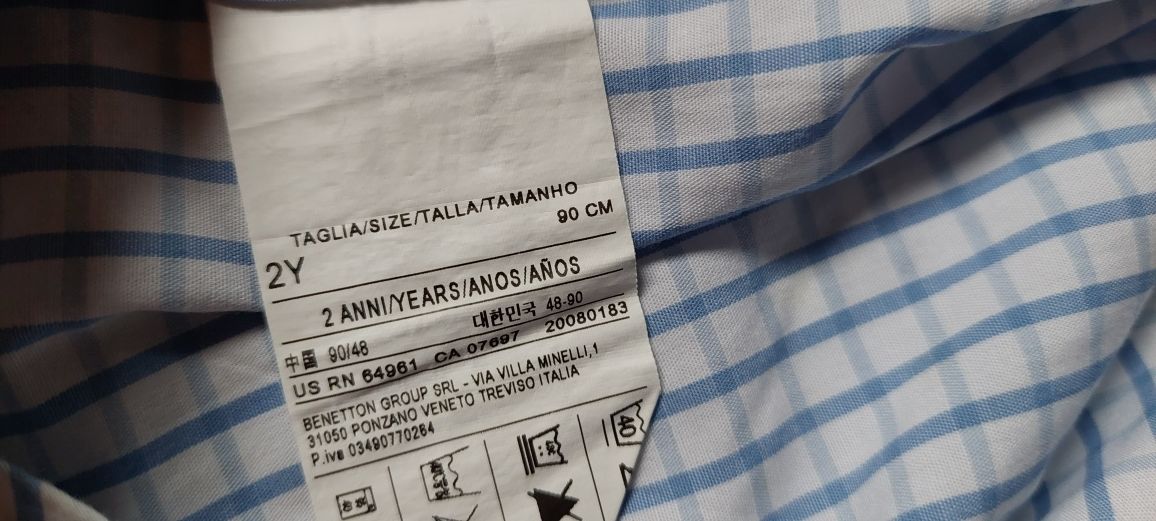 TAGLIA/SIZE/TALLA/TAMANHO
90 CM
2Y
2 ANNI/YEARS/ANOS/AÑOS
대한민국 48-90
中国 90/48
US RN 64961 CA 07697 20080183
BENETTON GROUP SRL - VIA VILLA MINELLI,1
31050 PONZANO VENETO TREVISO ITALIA
P.iva 03490770264
40